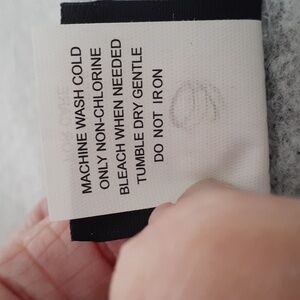 MACHINE WASH COLD
ONLY NON-CHLORINE
BLEACH WHEN NEEDED
TUMBLE DRY GENTLE
DO NOT IRON